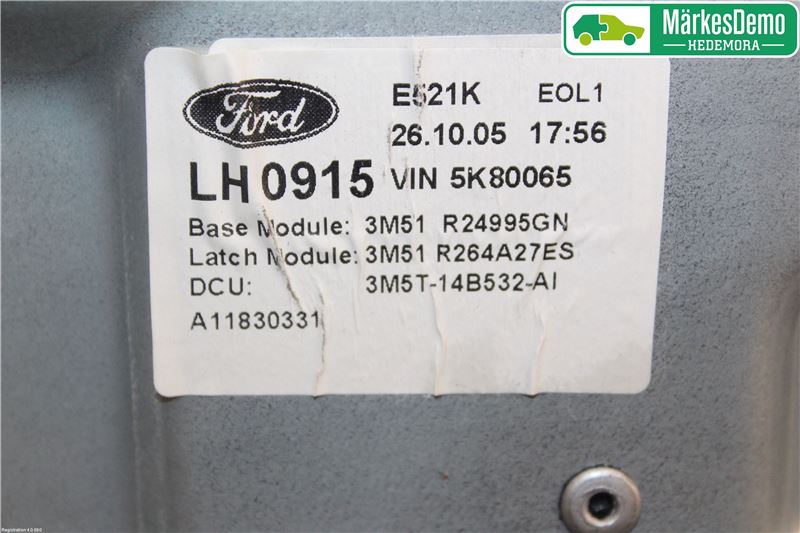 MärkesDemo
HEDEMORA
Ford
E521K EOL1
26.10.05 17:56
LH 0915 VIN 5K80065
Base Module: 3M51 R24995GN
Latch Module: 3M51 R264A27ES
DCU: 3M5T-14B532-AI
A11830331